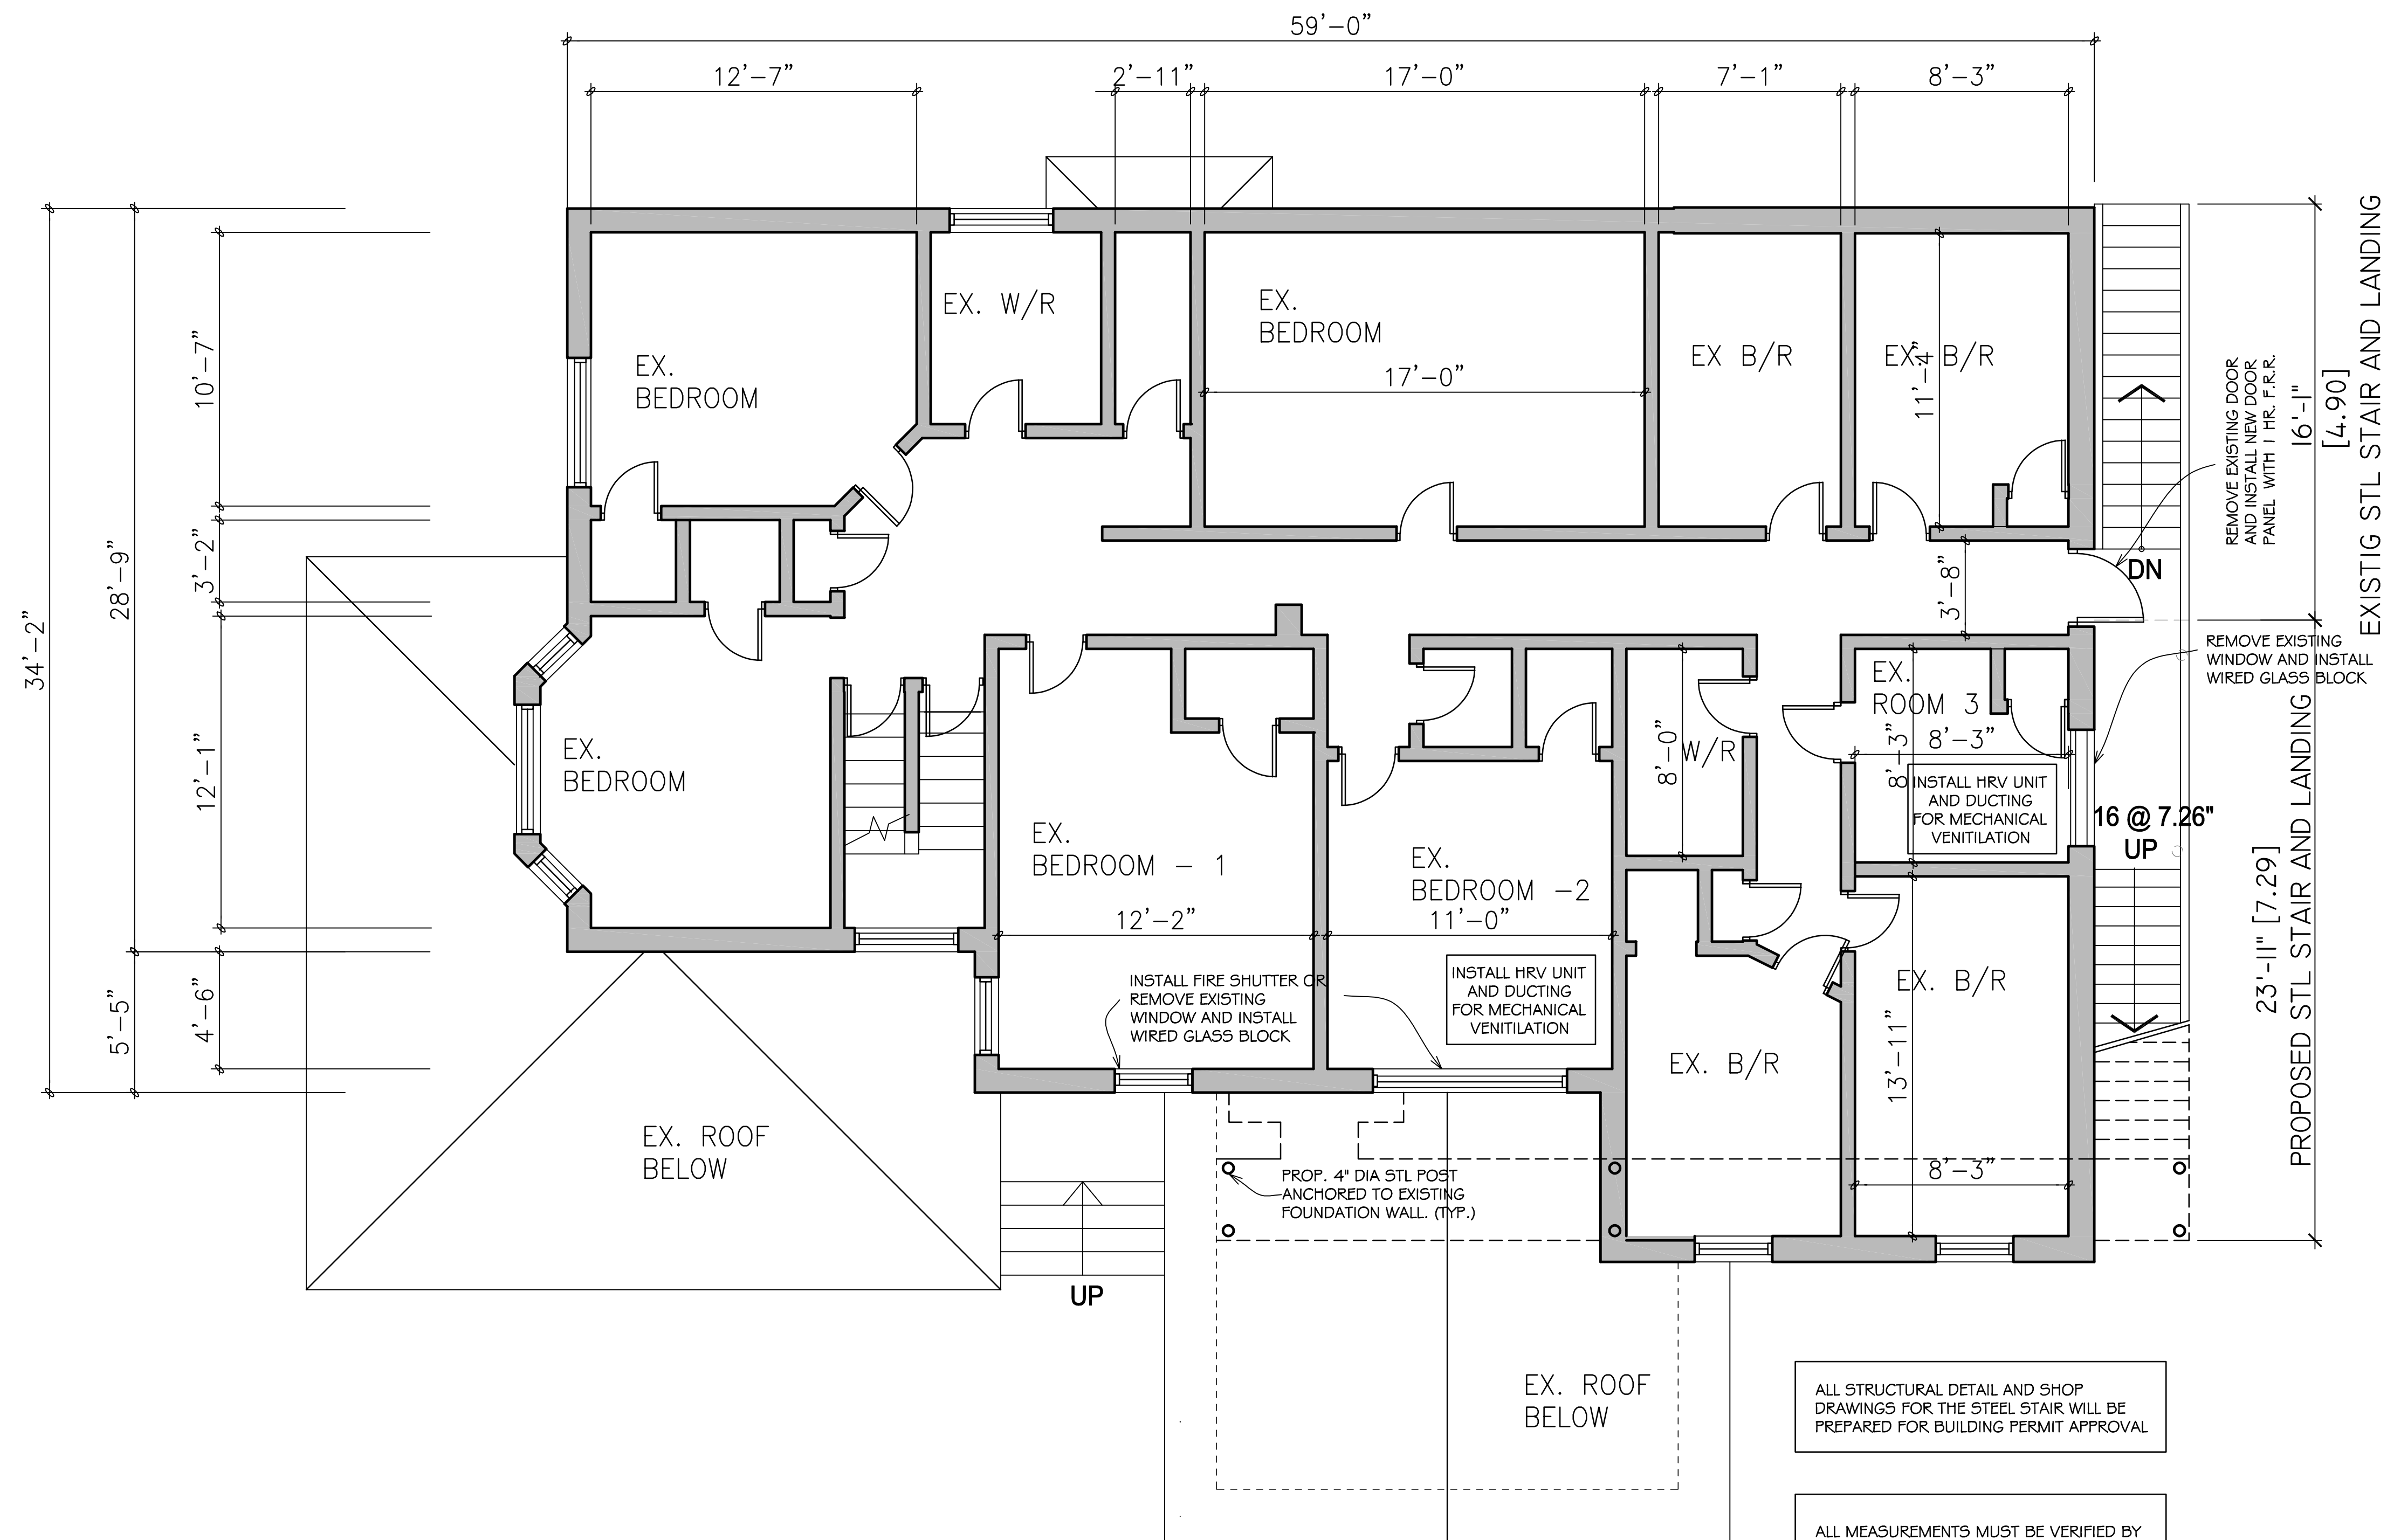 59'-0"
12'-7"
2'-11"
17'-0"
7'-1"
8'-3"
34'-2"
28'-9"
5'-5"
10'-7"
3'-2"
12'-1"
4'-6"
EX.
BEDROOM
EX. W/R
EX.
BEDROOM
17'-0"
EX B/R
EX. B/R
11'-4"
REMOVE EXISTING DOOR
AND INSTALL NEW DOOR
PANEL WITH 1 HR. F.R.R.
16'-1"
[4.90]
EXISTIG STL STAIR AND LANDING
DN
3'-8"
REMOVE EXISTING
WINDOW AND INSTALL
WIRED GLASS BLOCK
EX.
ROOM 3
8'-3"
8'-3"
INSTALL HRV UNIT
AND DUCTING
FOR MECHANICAL
VENITILATION
16 @ 7.26"
UP
23'-11" [7.29]
PROPOSED STL STAIR AND LANDING
EX.
BEDROOM
8'-0"
W/R
EX.
BEDROOM - 1
12'-2"
EX.
BEDROOM -2
11'-0"
INSTALL FIRE SHUTTER OR
REMOVE EXISTING
WINDOW AND INSTALL
WIRED GLASS BLOCK
INSTALL HRV UNIT
AND DUCTING
FOR MECHANICAL
VENITILATION
EX. B/R
EX. B/R
13'-11"
8'-3"
EX. ROOF
BELOW
PROP. 4" DIA STL POST
ANCHORED TO EXISTING
FOUNDATION WALL. (TYP.)
UP
EX. ROOF
BELOW
ALL STRUCTURAL DETAIL AND SHOP
DRAWINGS FOR THE STEEL STAIR WILL BE
PREPARED FOR BUILDING PERMIT APPROVAL
ALL MEASUREMENTS MUST BE VERIFIED BY